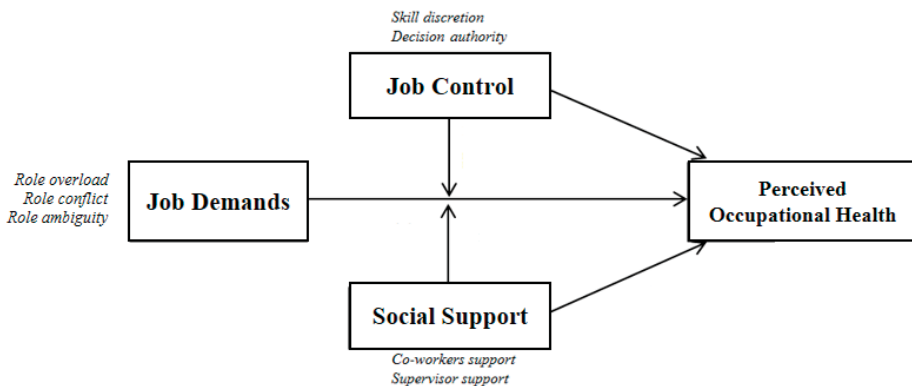 Skill discretion
Decision authority
Job Control
Role overload
Role conflict
Role ambiguity
Job Demands
Perceived
Occupational Health
Social Support
Co-workers support
Supervisor support